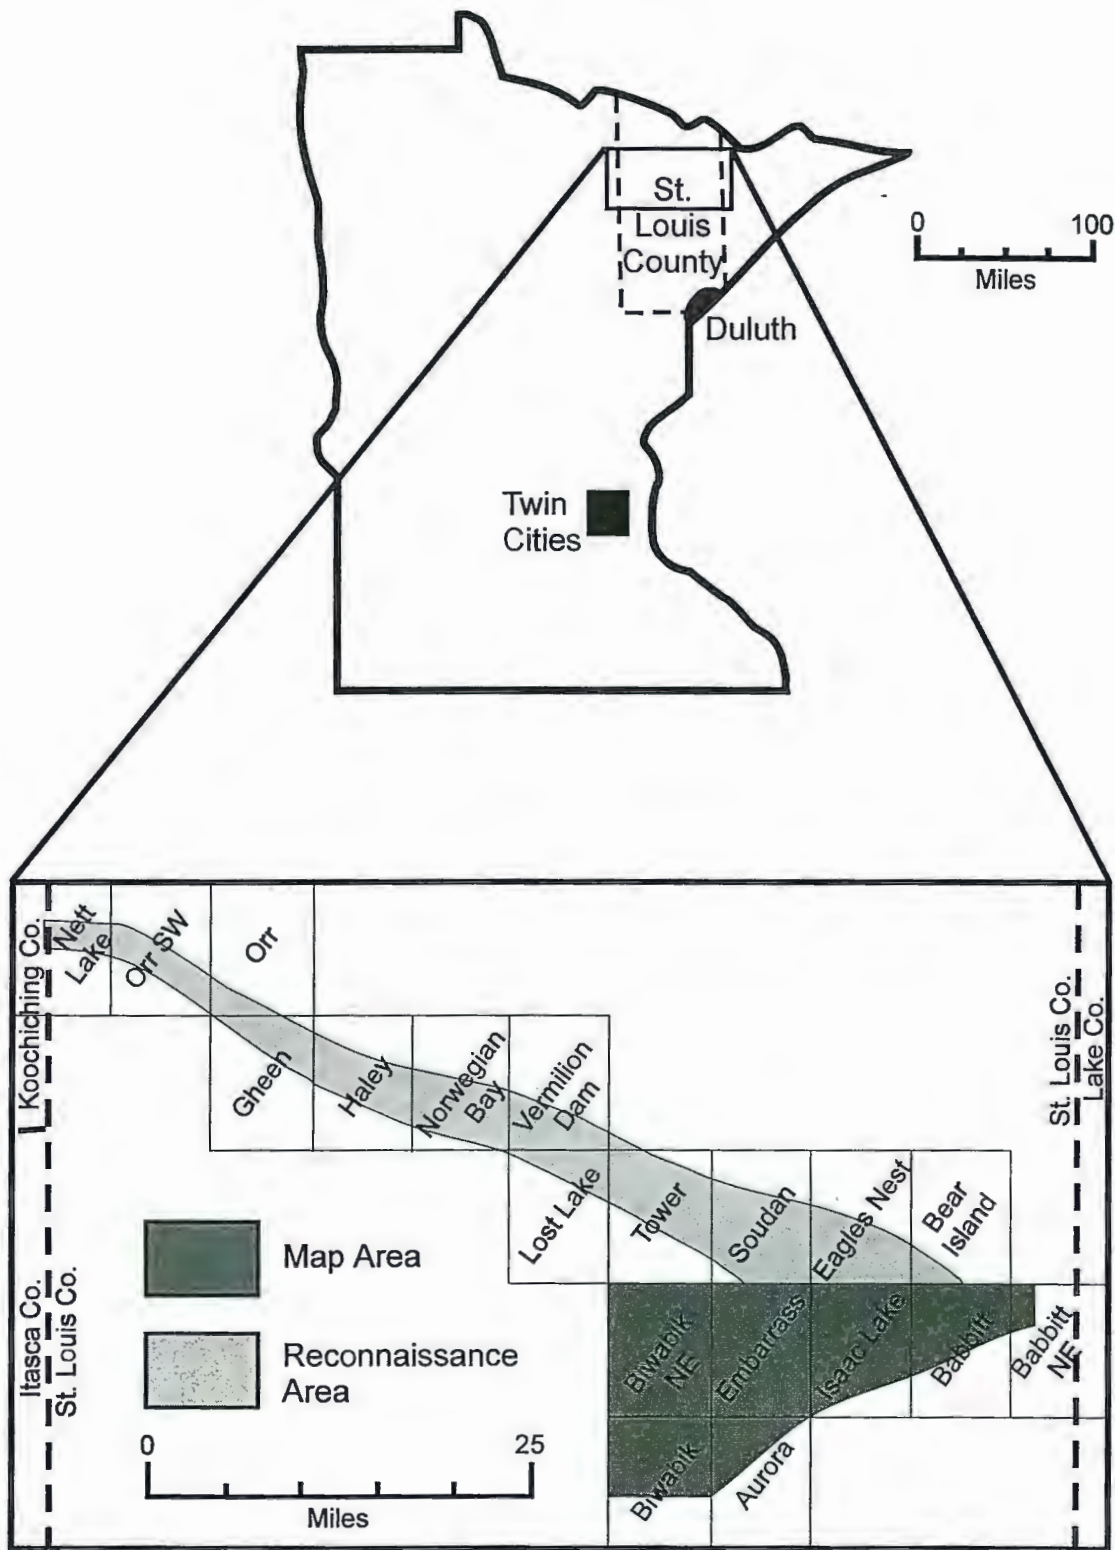 St.
Louis
County
0 100
Miles
Duluth
Twin
Cities
Koochiching Co.
Nett
Lake
Orr SW
Orr
St. Louis Co.
Lake Co.
Gheen
Haley
Norwegian
Bay
Vermilion
Dam
Lost Lake
Tower
Soudan
Eagles Nest
Bear
Island
Itasca Co.
St. Louis Co.
Map Area
Reconnaissance
Area
Biwabik
NE
Embarrass
Isaac Lake
Babbitt
Babbitt
NE
Biwabik
Aurora
0 25
Miles